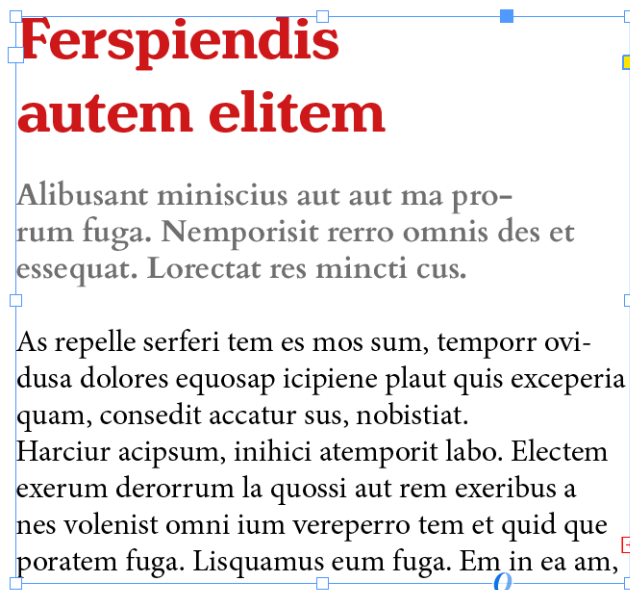 Ferspiendis
autem elitem
Alibusant miniscius aut aut ma pro-
rum fuga. Nemporisit rerro omnis des et
essequat. Lorectat res mincti cus.
As repelle serferi tem es mos sum, temporr ovi-
dusa dolores equosap icipiene plaut quis exceperia
quam, consedit accatur sus, nobistiat.
Harciur acipsum, inihici atemporit labo. Electem
exerum derorrum la quossi aut rem exeribus a
nes volenist omni ium vereperro tem et quid que
poratem fuga. Lisquamus eum fuga. Em in ea am,